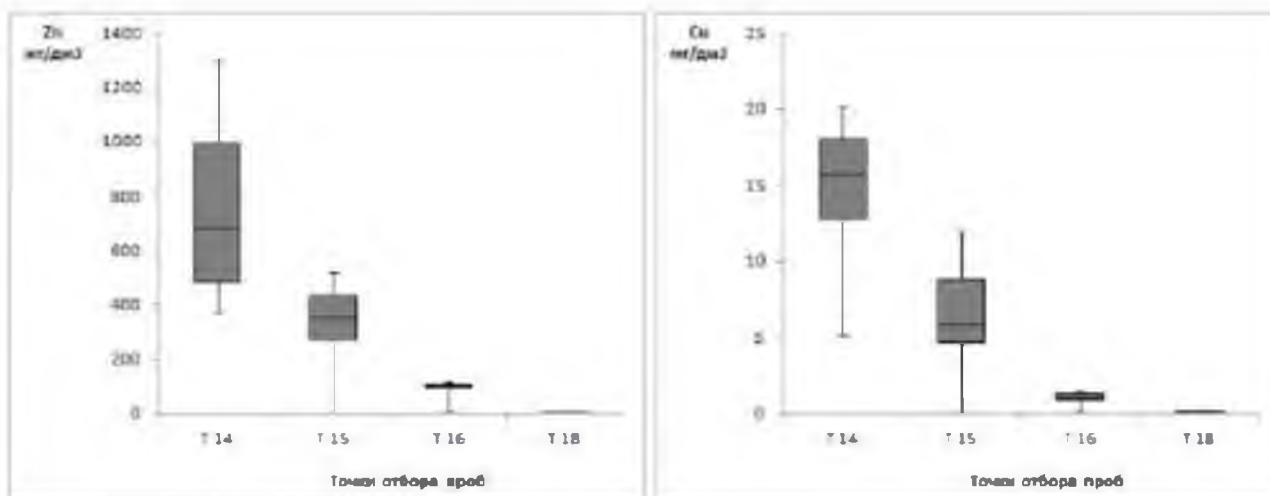 Zn
мг/дм3
1400
1200
1000
800
600
400
200
0
T 14
T 15
T 16
T 18
Точки отбора проб
Cu
мг/дм3
25
20
15
10
5
0
T 14
T 15
T 16
T 18
Точки отбора проб